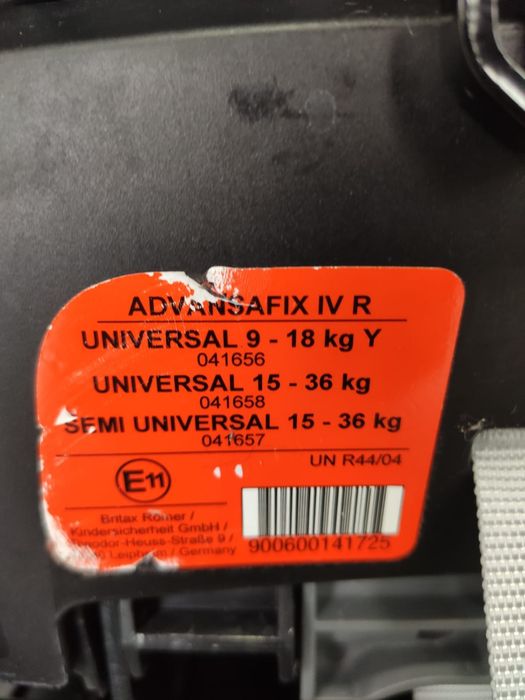 ADVANSAFIX IV R
UNIVERSAL 9 - 18 kg Y
041656
UNIVERSAL 15 - 36 kg
041658
SEMI UNIVERSAL 15 - 36 kg
041657
UN R44/04
E11
Britax Römer /
Kindersicherheit GmbH /
Theodor-Heuss-Straße 9 /
Leipheim / Germany
900600141725